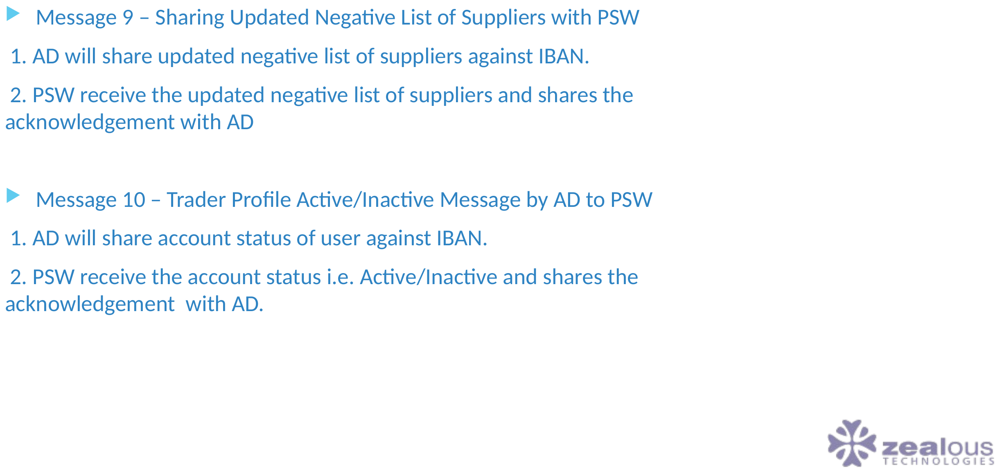 Message 9 – Sharing Updated Negative List of Suppliers with PSW
1. AD will share updated negative list of suppliers against IBAN.
2. PSW receive the updated negative list of suppliers and shares the
acknowledgement with AD
Message 10 – Trader Profile Active/Inactive Message by AD to PSW
1. AD will share account status of user against IBAN.
2. PSW receive the account status i.e. Active/Inactive and shares the
acknowledgement  with AD.
zealous
TECHNOLOGIES